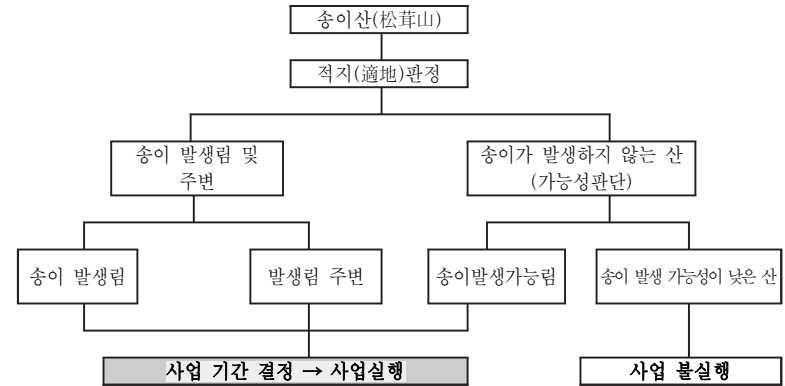 송이산(松茸山)
적지(適地)판정
송이 발생림 및
주변
송이가 발생하지 않는 산
(가능성판단)
송이 발생림
발생림 주변
송이발생가능림
송이 발생 가능성이 낮은 산
사업 기간 결정 → 사업실행
사업 불실행